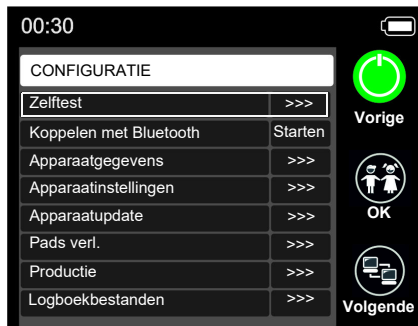 00:30
CONFIGURATIE
Zelftest >>>
Vorige
Koppelen met Bluetooth Starten
Apparaatgegevens >>>
Apparaatinstellingen >>>
OK
Apparaatupdate >>>
Pads verl. >>>
Productie >>>
Logboekbestanden >>>
Volgende